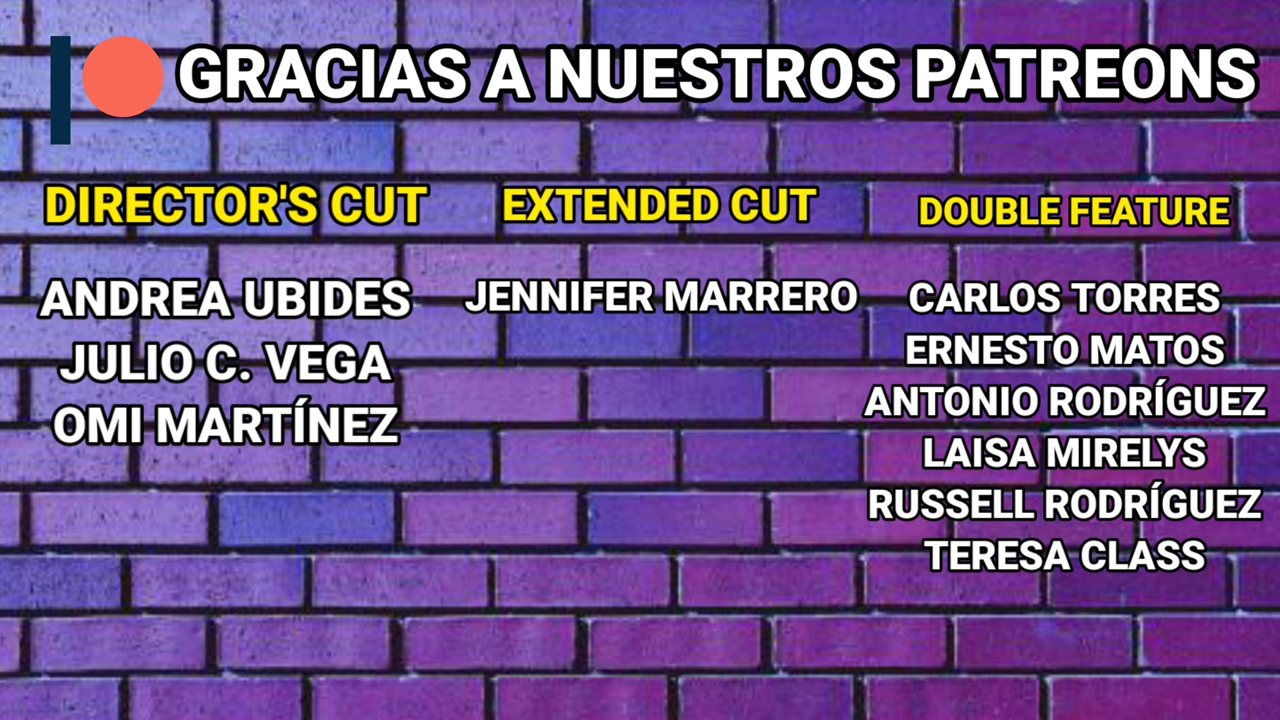 GRACIAS A NUESTROS PATREONS
DIRECTOR'S CUT
ANDREA UBIDES
JULIO C. VEGA
OMI MARTÍNEZ
EXTENDED CUT
JENNIFER MARRERO
DOUBLE FEATURE
CARLOS TORRES
ERNESTO MATOS
ANTONIO RODRÍGUEZ
LAISA MIRELYS
RUSSELL RODRÍGUEZ
TERESA CLASS